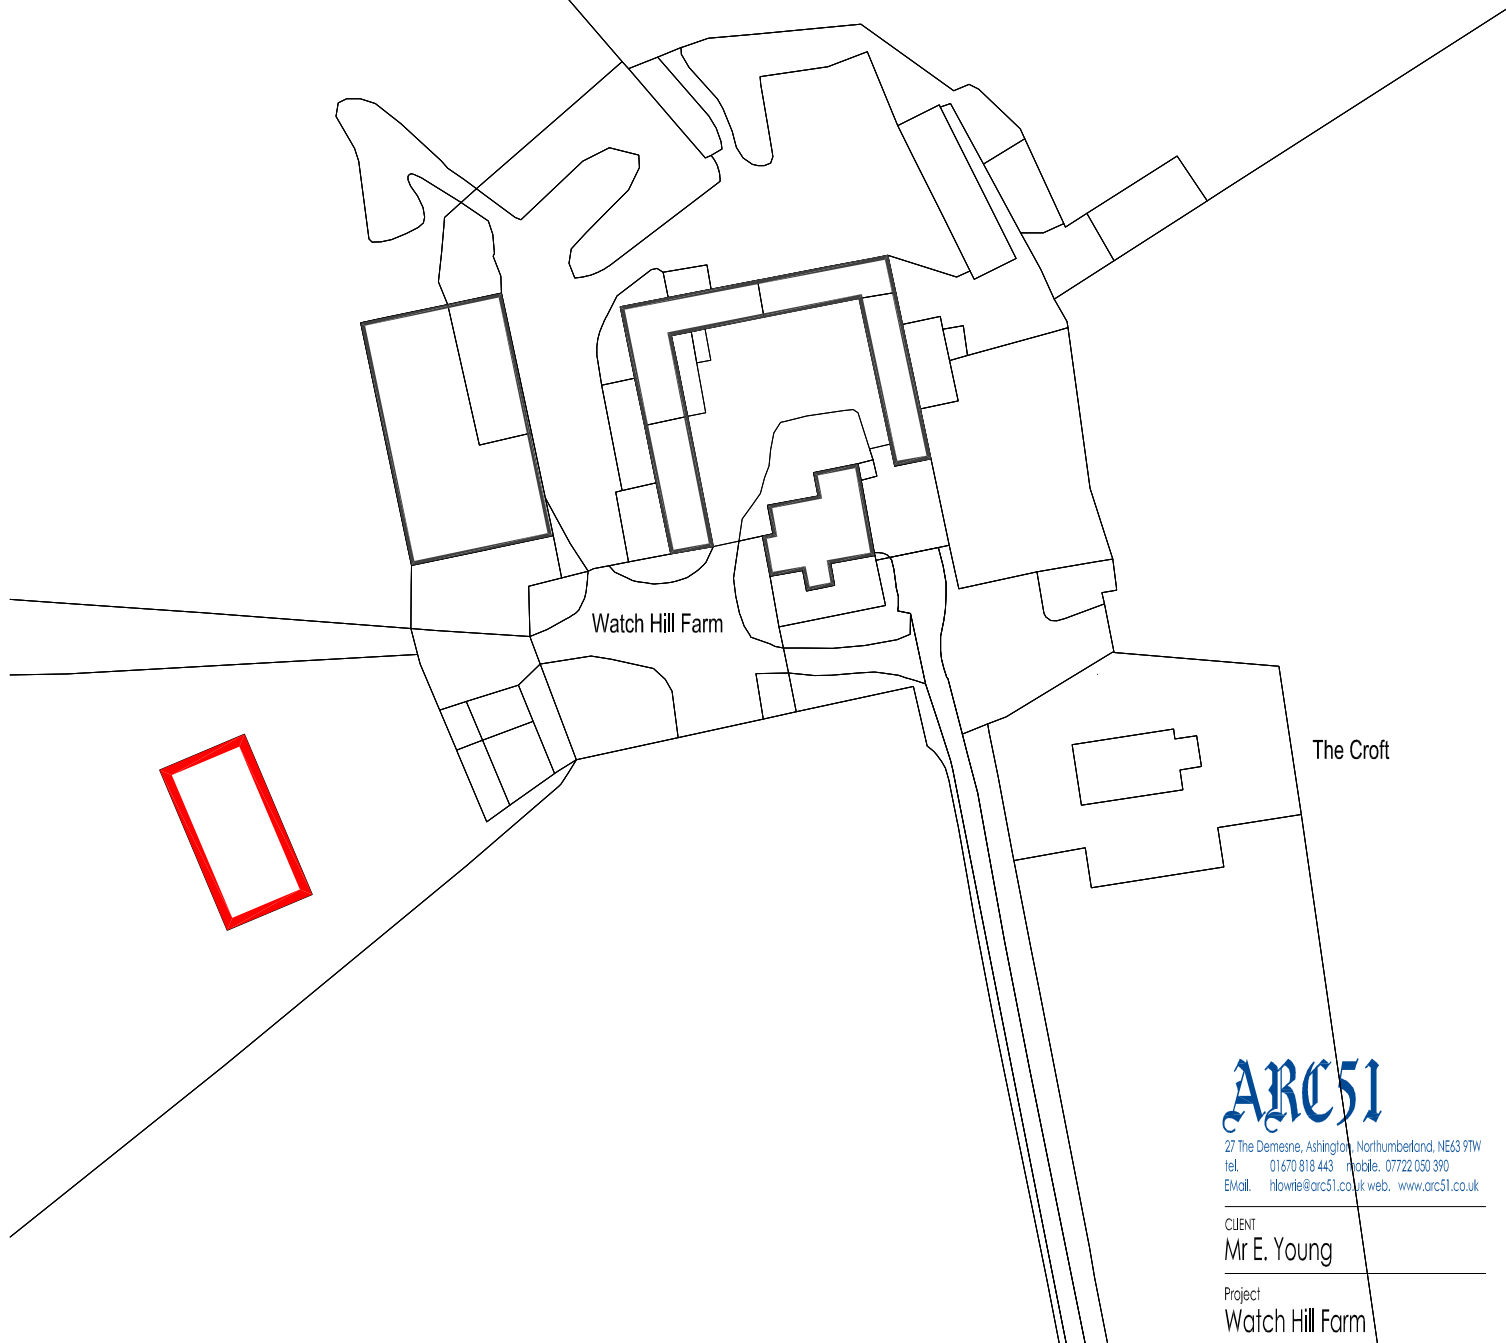 Watch Hill Farm
The Croft
ARC51
27 The Demesne, Ashington, Northumberland, NE63 9TW
tel. 01670 818 443 mobile. 07722 050 390
EMail. hlowrie@arc51.co.uk web. www.arc51.co.uk
CLIENT
Mr E. Young
Project
Watch Hill Farm